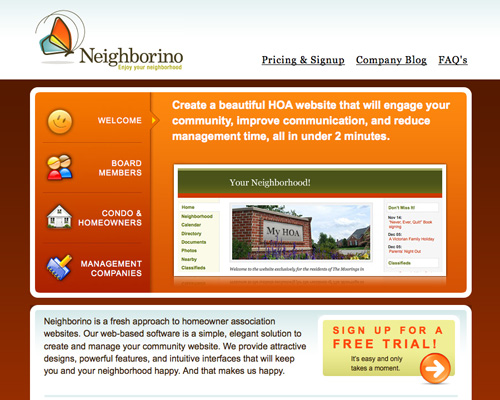 Neighborino
Enjoy your neighborhood
Pricing & Signup Company Blog FAQ's
WELCOME
BOARD
MEMBERS
CONDO &
HOMEOWNERS
MANAGEMENT
COMPANIES
Create a beautiful HOA website that will engage your
community, improve communication, and reduce
management time, all in under 2 minutes.
Your Neighborhood!
Home
Neighborhood
Calendar
Directory
Documents
Photos
Nearby
Classifieds
My HOA
Welcome to the website exclusively for the residents of The Moorings in
Don't Miss It!
Nov 14:
"Never, Ever, Quit!" Book
signing
Dec 05:
A Victorian Family Holiday
Dec 05:
Parents Night Out
Classifieds
Neighborino is a fresh approach to homeowner association
websites. Our web-based software is a simple, elegant solution to
create and manage your community website. We provide attractive
designs, powerful features, and intuitive interfaces that will keep
you and your neighborhood happy. And that makes us happy.
SIGN UP FOR A
FREE TRIAL!
It's easy and only
takes a moment.